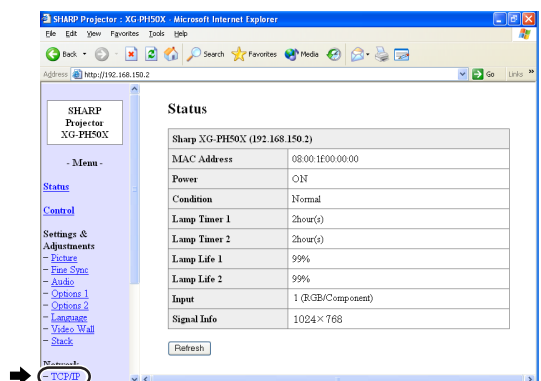 SHARP Projector : XG-PH50X - Microsoft Internet Explorer
File Edit View Favorites Tools Help
Back Search Favorites Media
Address http://192.168.150.2 Go Links »
SHARP
Projector
XG-PH50X
- Menu -
Status
Control
Settings &
Adjustments
– Picture
– Fine Sync
– Audio
– Options 1
– Options 2
– Language
– Video Wall
– Stack
Network
– TCP/IP
Status
Sharp XG-PH50X (192.168.150.2)
MAC Address 08:00:1f:00:00:00
Power ON
Condition Normal
Lamp Timer 1 2hour(s)
Lamp Timer 2 2hour(s)
Lamp Life 1 99%
Lamp Life 2 99%
Input 1 (RGB/Component)
Signal Info 1024×768
Refresh